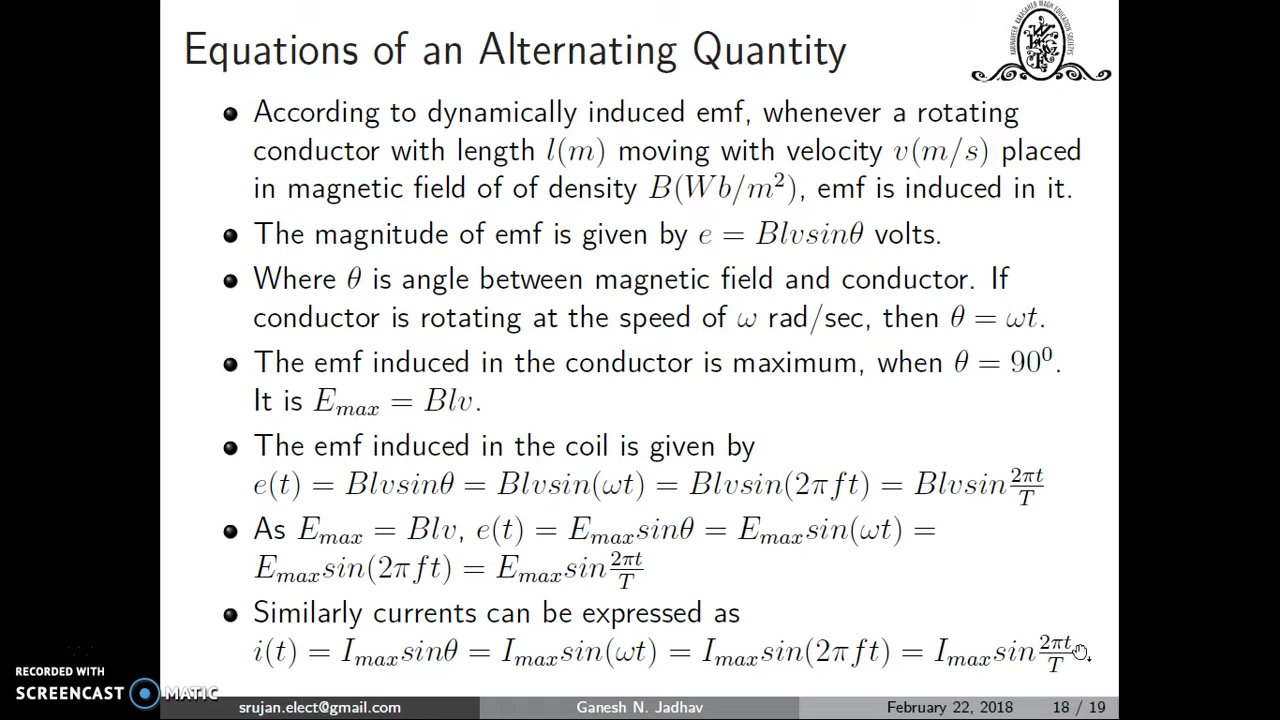 Equations of an Alternating Quantity
According to dynamically induced emf, whenever a rotating
conductor with length l(m) moving with velocity v(m/s) placed
in magnetic field of of density B(Wb/m²), emf is induced in it.
The magnitude of emf is given by e = Blvsinθ volts.
Where θ is angle between magnetic field and conductor. If
conductor is rotating at the speed of ω rad/sec, then θ = ωt.
The emf induced in the conductor is maximum, when θ = 90⁰.
It is Eₘₐₓ = Blv.
The emf induced in the coil is given by
e(t) = Blvsinθ = Blvsin(ωt) = Blvsin(2πft) = Blvsin 2πt/T
As Eₘₐₓ = Blv, e(t) = Eₘₐₓsinθ = Eₘₐₓsin(ωt) =
Eₘₐₓsin(2πft) = Eₘₐₓsin 2πt/T
Similarly currents can be expressed as
i(t) = Iₘₐₓsinθ = Iₘₐₓsin(ωt) = Iₘₐₓsin(2πft) = Iₘₐₓsin 2πt/T
RECORDED WITH
SCREENCAST MATIC
srujan.elect@gmail.com Ganesh N. Jadhav February 22, 2018 18 / 19